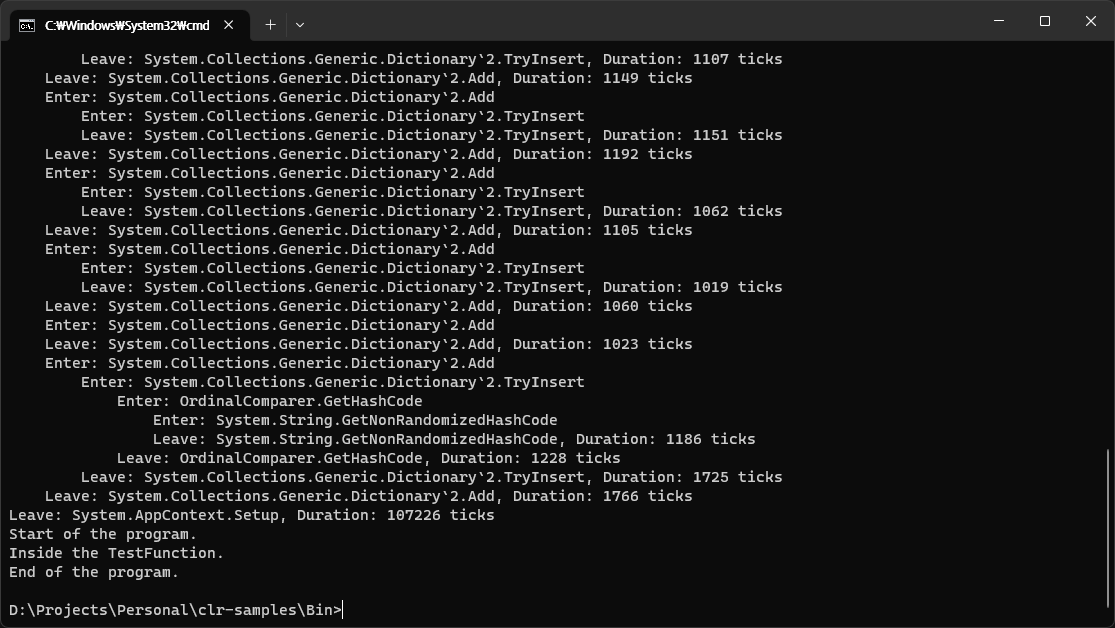 C:₩Windows₩System32₩cmd
Leave: System.Collections.Generic.Dictionary`2.TryInsert, Duration: 1107 ticks
Leave: System.Collections.Generic.Dictionary`2.Add, Duration: 1149 ticks
Enter: System.Collections.Generic.Dictionary`2.Add
Enter: System.Collections.Generic.Dictionary`2.TryInsert
Leave: System.Collections.Generic.Dictionary`2.TryInsert, Duration: 1151 ticks
Leave: System.Collections.Generic.Dictionary`2.Add, Duration: 1192 ticks
Enter: System.Collections.Generic.Dictionary`2.Add
Enter: System.Collections.Generic.Dictionary`2.TryInsert
Leave: System.Collections.Generic.Dictionary`2.TryInsert, Duration: 1062 ticks
Leave: System.Collections.Generic.Dictionary`2.Add, Duration: 1105 ticks
Enter: System.Collections.Generic.Dictionary`2.Add
Enter: System.Collections.Generic.Dictionary`2.TryInsert
Leave: System.Collections.Generic.Dictionary`2.TryInsert, Duration: 1019 ticks
Leave: System.Collections.Generic.Dictionary`2.Add, Duration: 1060 ticks
Enter: System.Collections.Generic.Dictionary`2.Add
Leave: System.Collections.Generic.Dictionary`2.Add, Duration: 1023 ticks
Enter: System.Collections.Generic.Dictionary`2.Add
Enter: System.Collections.Generic.Dictionary`2.TryInsert
Enter: OrdinalComparer.GetHashCode
Enter: System.String.GetNonRandomizedHashCode
Leave: System.String.GetNonRandomizedHashCode, Duration: 1186 ticks
Leave: OrdinalComparer.GetHashCode, Duration: 1228 ticks
Leave: System.Collections.Generic.Dictionary`2.TryInsert, Duration: 1725 ticks
Leave: System.Collections.Generic.Dictionary`2.Add, Duration: 1766 ticks
Leave: System.AppContext.Setup, Duration: 107226 ticks
Start of the program.
Inside the TestFunction.
End of the program.
D:\Projects\Personal\clr-samples\Bin>